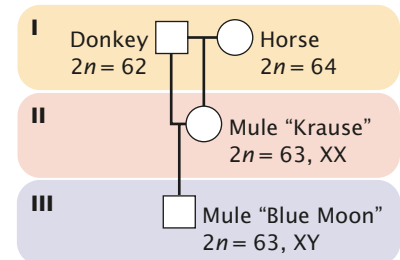 I
Donkey
2n = 62
Horse
2n = 64
II
Mule “Krause”
2n = 63, XX
III
Mule “Blue Moon”
2n = 63, XY